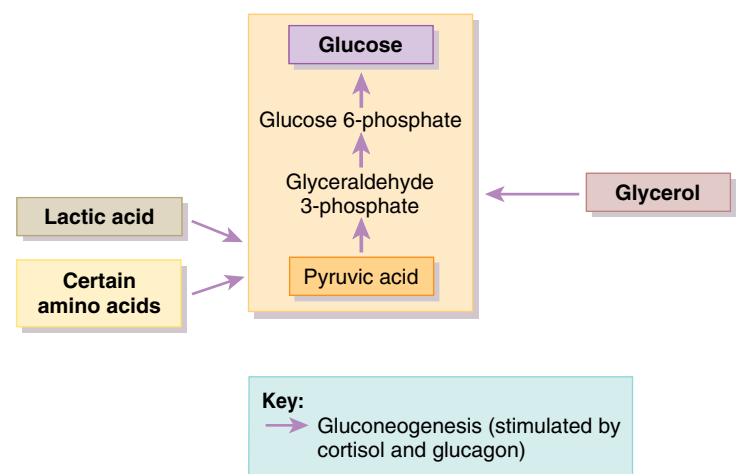 Glucose
Glucose 6-phosphate
Glyceraldehyde
3-phosphate
Glycerol
Lactic acid
Certain
amino acids
Pyruvic acid
Key:
Gluconeogenesis (stimulated by
cortisol and glucagon)